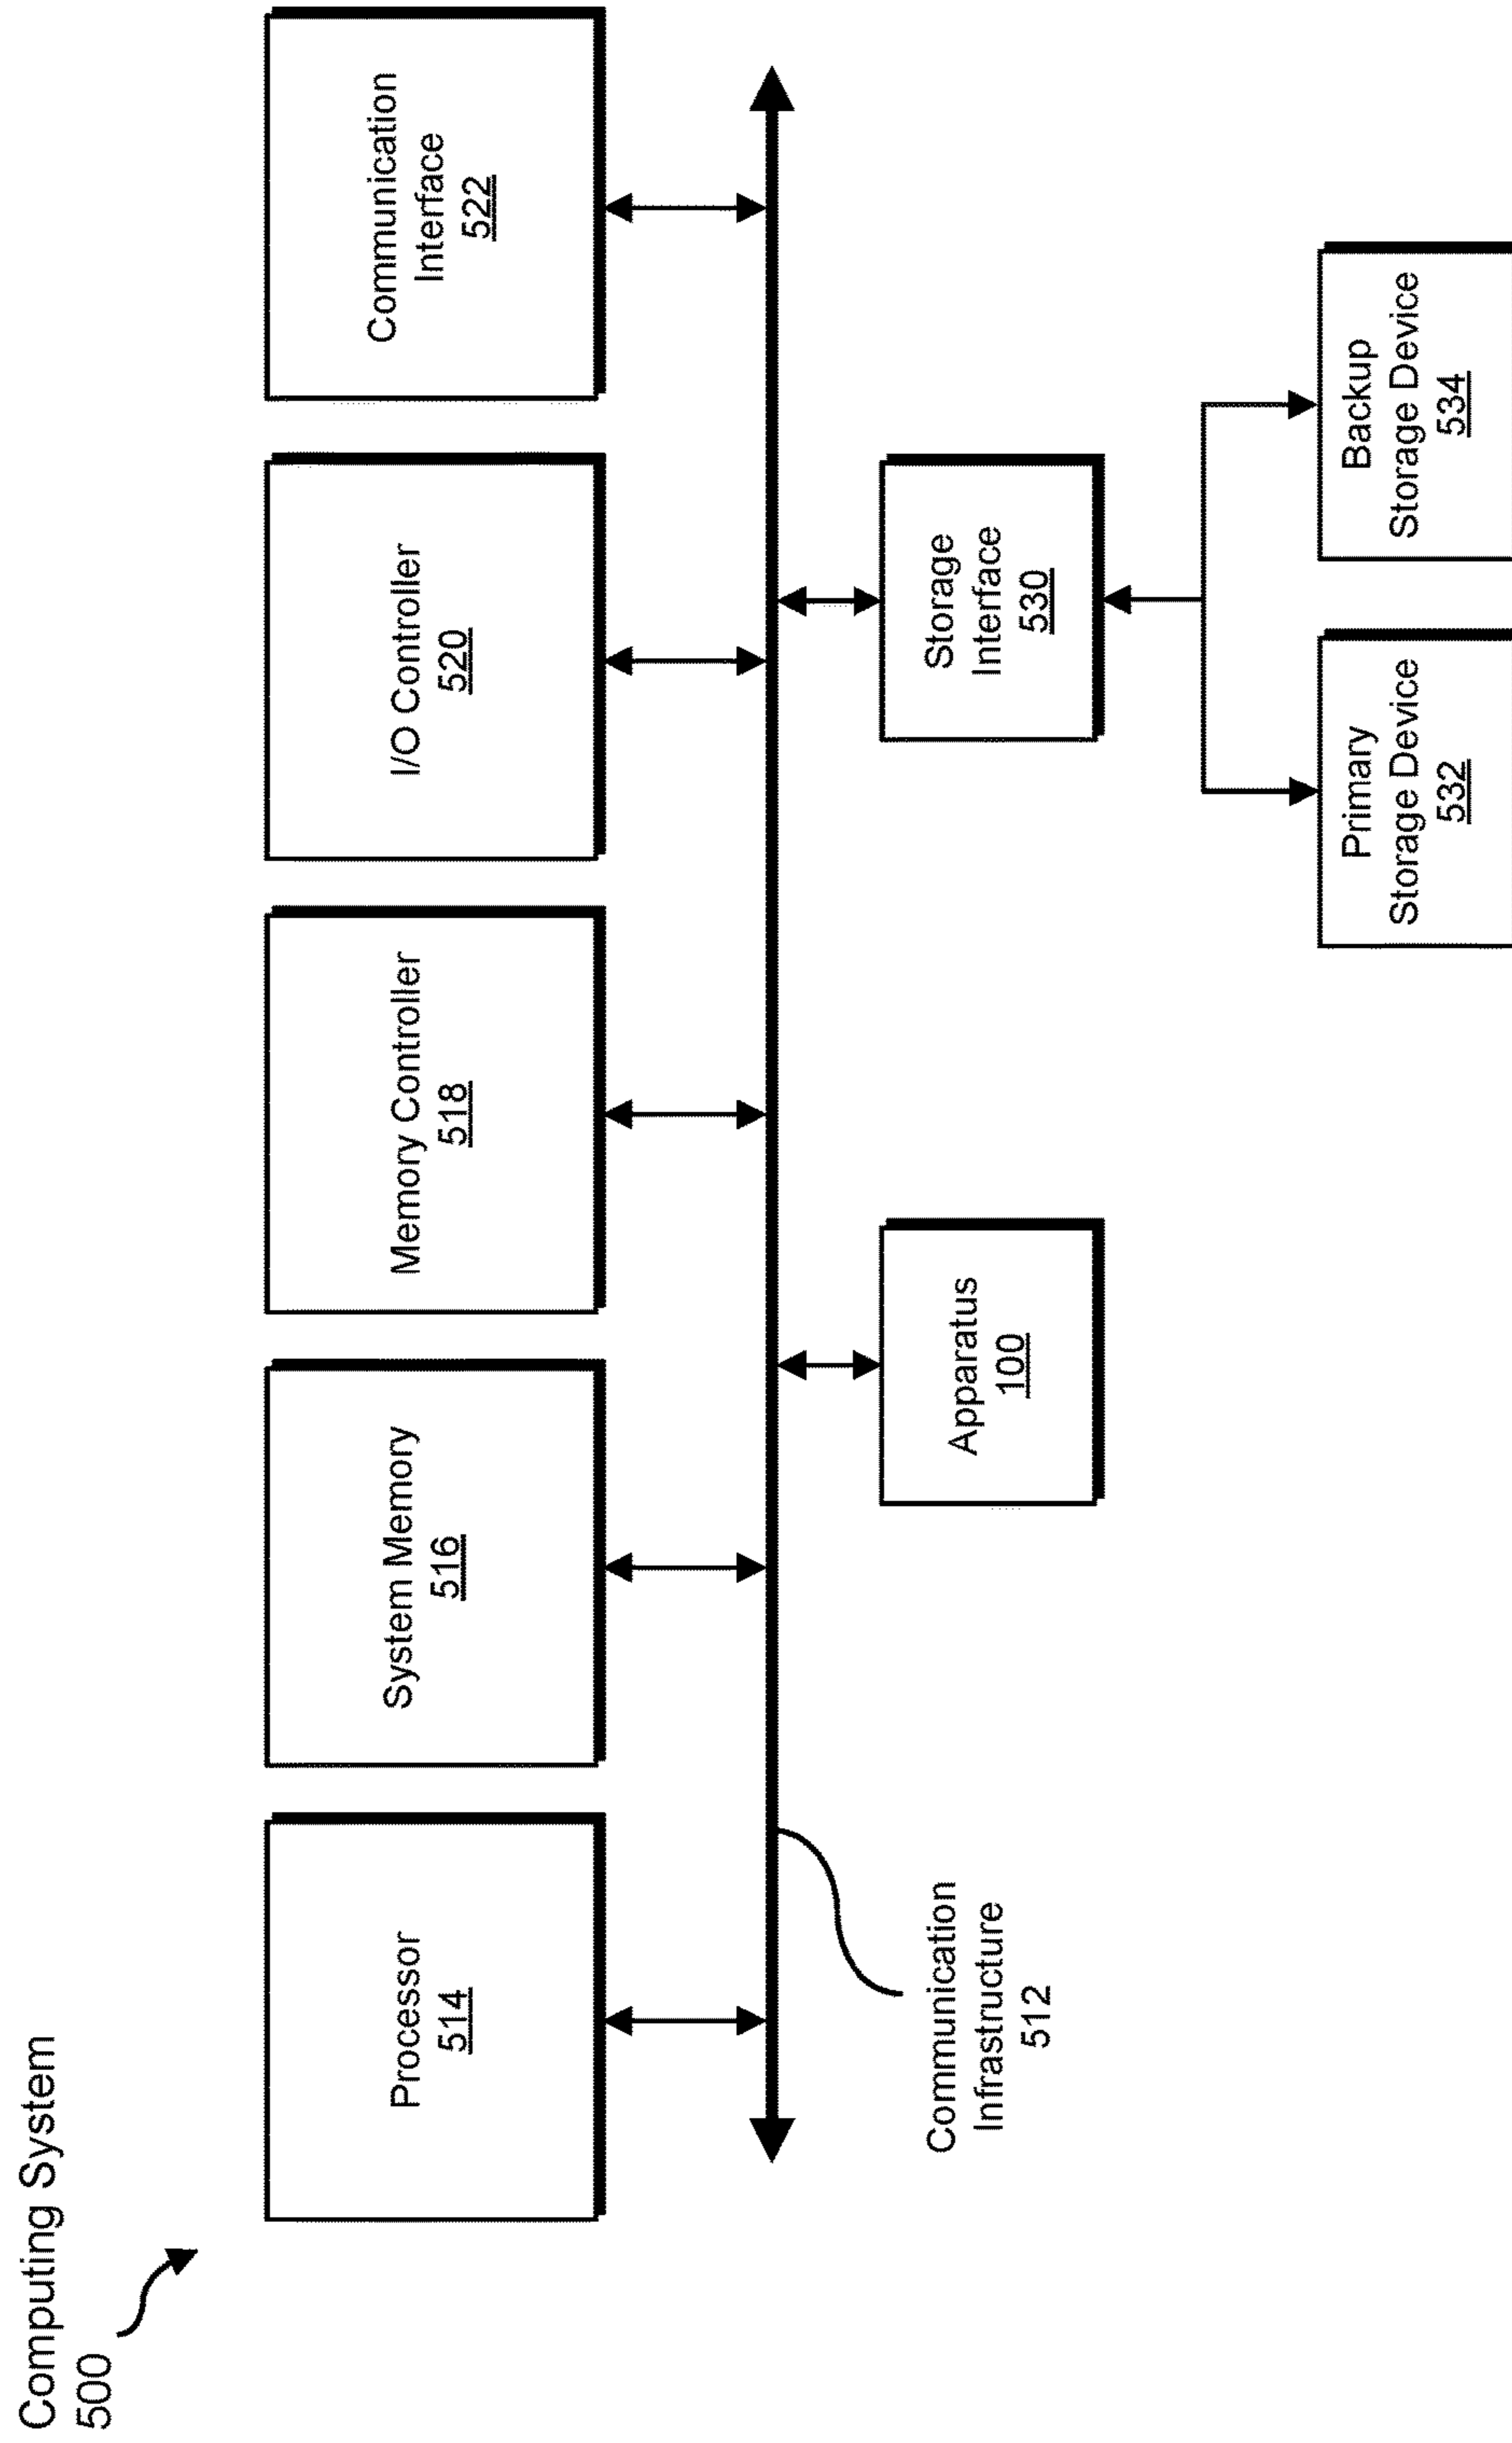 Computing System
500
Processor
514
System Memory
516
Memory Controller
518
I/O Controller
520
Communication
Interface
522
Communication
Infrastructure
512
Apparatus
100
Storage
Interface
530
Primary
Storage Device
532
Backup
Storage Device
534